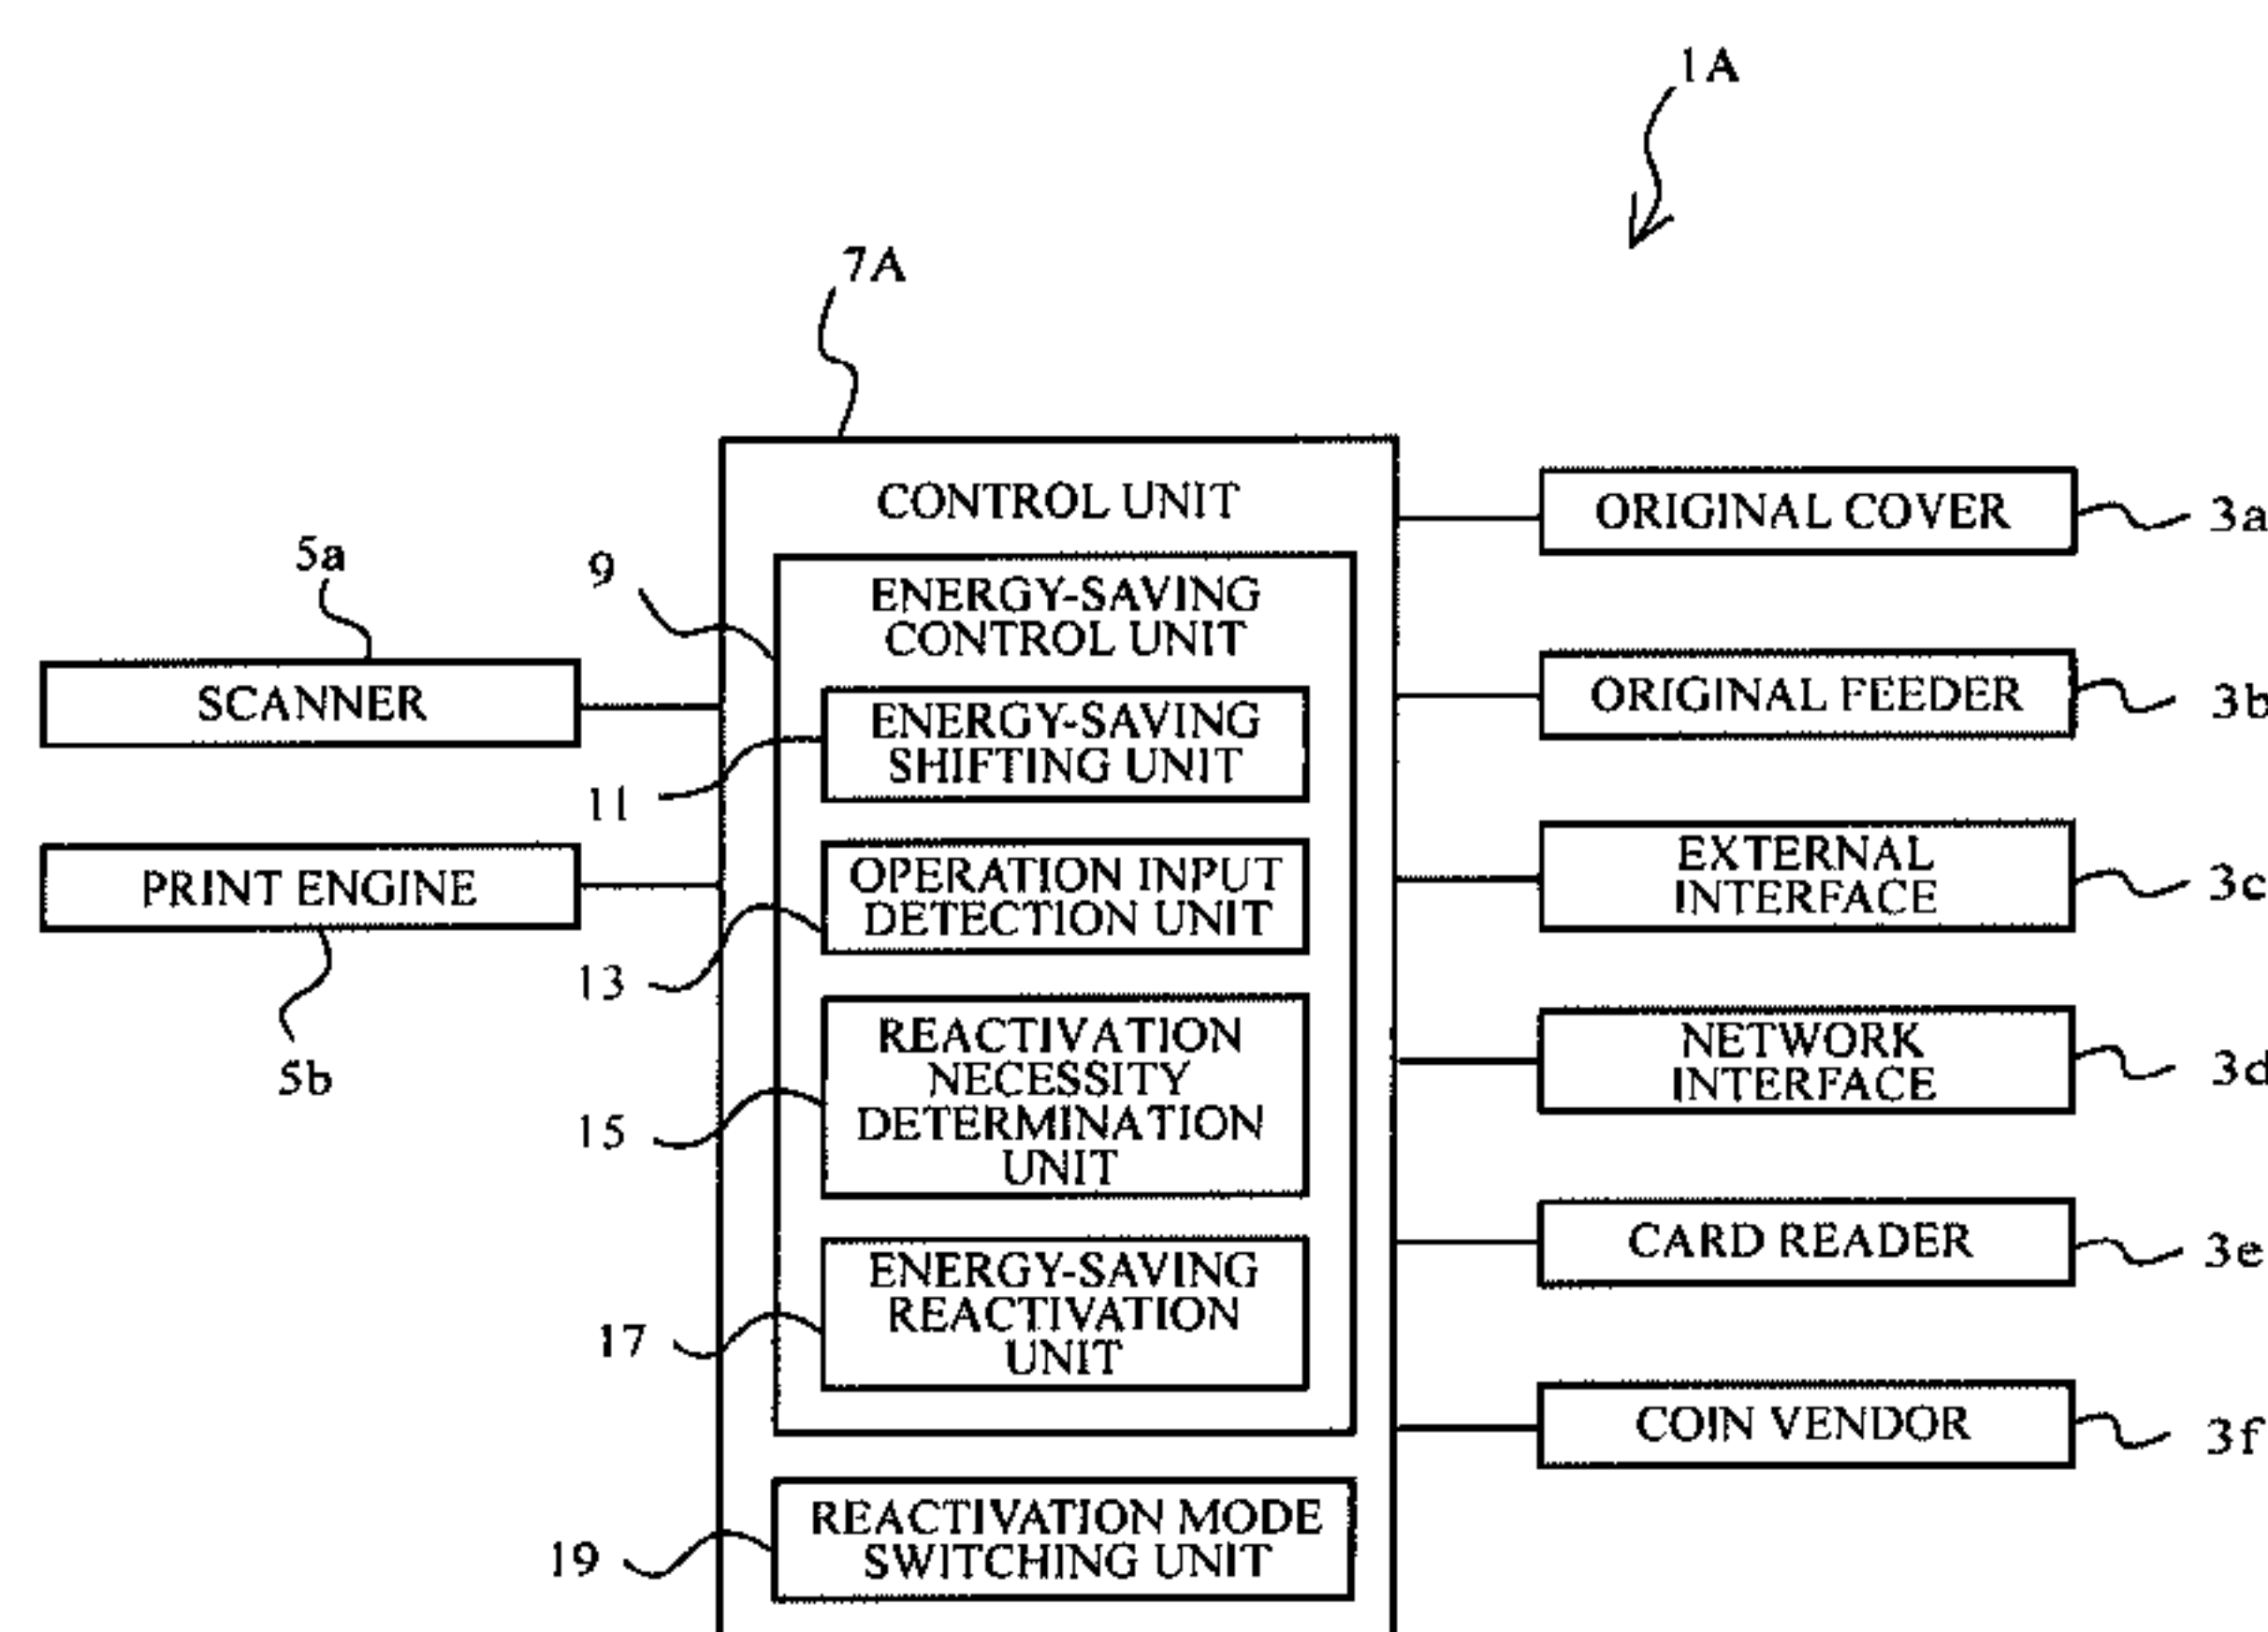 1A
7A
CONTROL UNIT
ORIGINAL COVER
3a
5a
9
ENERGY-SAVING
CONTROL UNIT
SCANNER
ORIGINAL FEEDER
3b
ENERGY-SAVING
SHIFTING UNIT
11
PRINT ENGINE
EXTERNAL
INTERFACE
3c
OPERATION INPUT
DETECTION UNIT
13
5b
NETWORK
INTERFACE
3d
REACTIVATION
NECESSITY
DETERMINATION
UNIT
15
CARD READER
3e
ENERGY-SAVING
REACTIVATION
UNIT
17
COIN VENDOR
3f
REACTIVATION MODE
SWITCHING UNIT
19